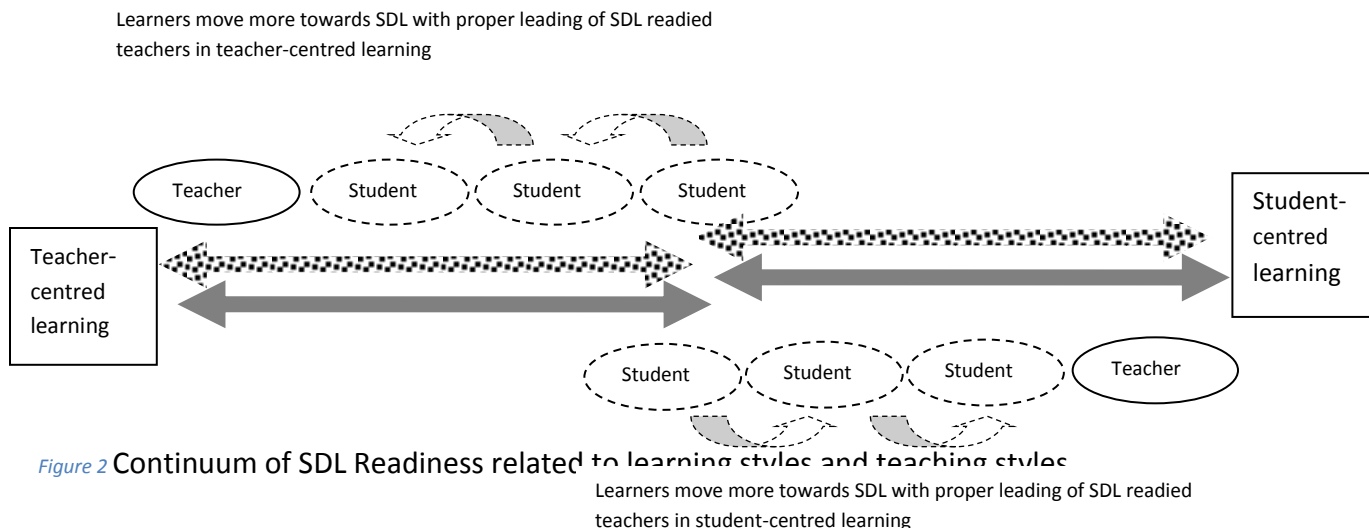 Learners move more towards SDL with proper leading of SDL readied
teachers in teacher-centred learning
Teacher
Student
Student
Student
Teacher-
centred
learning
Student-
centred
learning
Student
Student
Student
Teacher
Figure 2 Continuum of SDL Readiness related to learning styles and teaching styles
Learners move more towards SDL with proper leading of SDL readied
teachers in student-centred learning